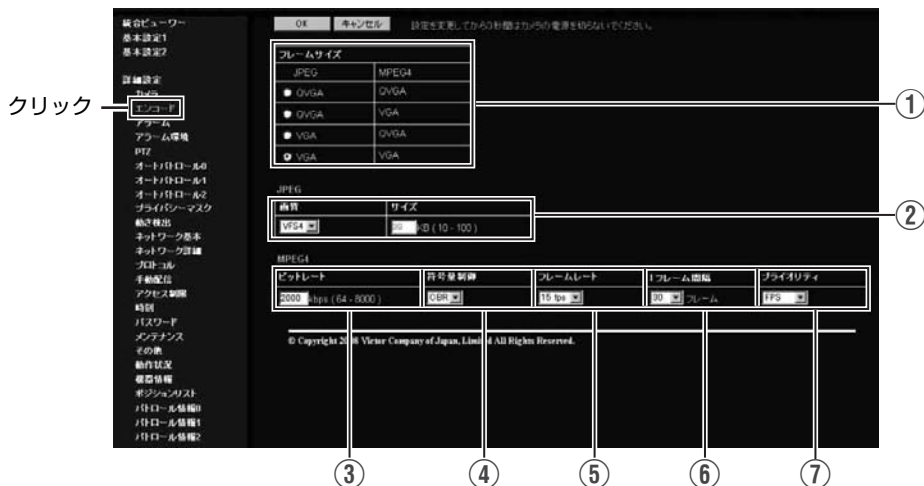 統合ビューワー
基本設定1
基本設定2
詳細設定
カメラ
エンコード
アラーム
アラーム環境
PTZ
オートパトロール0
オートパトロール1
オートパトロール2
プライバシーマスク
動き検出
ネットワーク基本
ネットワーク詳細
プロトコル
手動配信
アクセス制限
時刻
パスワード
メンテナンス
その他
動作状況
機器情報
ポジションリスト
パトロール情報0
パトロール情報1
パトロール情報2
クリック
OK キャンセル 設定を変更してから 秒間はカメラの電源を切らないでください。
フレームサイズ
JPEG MPEG4
QVGA QVGA
QVGA VGA
VGA QVGA
VGA VGA
①
JPEG
画質 サイズ
VFS4 KB ( 10 - 100 )
②
MPEG4
ビットレート 符号量制御 フレームレート Iフレーム間隔 プライオリティ
2000 kbps ( 64 - 8000 ) CBR 15 fps 30 フレーム FPS
© Copyright 2008 Victor Company of Japan, Limited All Rights Reserved.
③ ④ ⑤ ⑥ ⑦